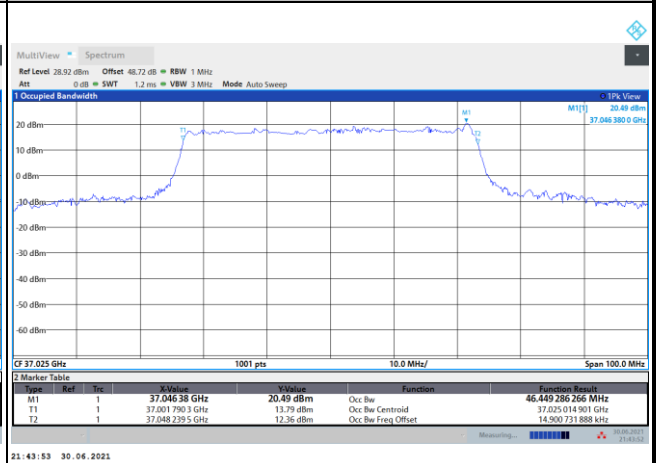 MultiView Spectrum
Ref Level 28.92 dBm Offset 48.72 dB RBW 1 MHz
Att 0 dB SWT 1.2 ms VBW 3 MHz Mode Auto Sweep
1 Occupied Bandwidth 1Pk View
M1[1] 20.49 dBm
37.046 380 0 GHz
M1
T1
T2
20 dBm
10 dBm
0 dBm
-10 dBm
-20 dBm
-30 dBm
-40 dBm
-50 dBm
-60 dBm
CF 37.025 GHz 1001 pts 10.0 MHz/ Span 100.0 MHz
2 Marker Table
Type Ref Trc X-Value Y-Value Function Function Result
M1 1 37.046 38 GHz 20.49 dBm Occ Bw 46.449 286 266 MHz
T1 1 37.001 790 3 GHz 13.79 dBm Occ Bw Centroid 37.025 014 901 GHz
T2 1 37.048 239 5 GHz 12.36 dBm Occ Bw Freq Offset 14.900 731 888 kHz
Measuring... 30.06.2021
21:43:52
21:43:53 30.06.2021